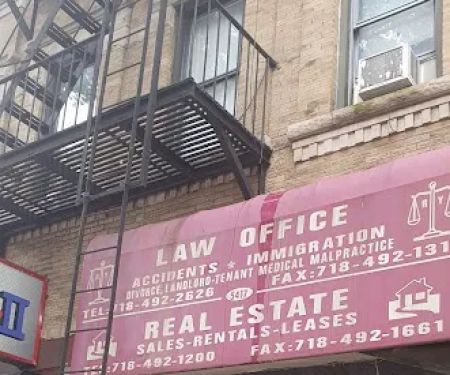 LAW OFFICE
ACCIDENTS * IMMIGRATION
DIVORCE, LANDLORD-TENANT MEDICAL MALPRACTICE
TEL:718-492-2626 5417 FAX:718-492-131
REAL ESTATE
SALES-RENTALS-LEASES
TEL:718-492-1200 FAX:718-492-1661